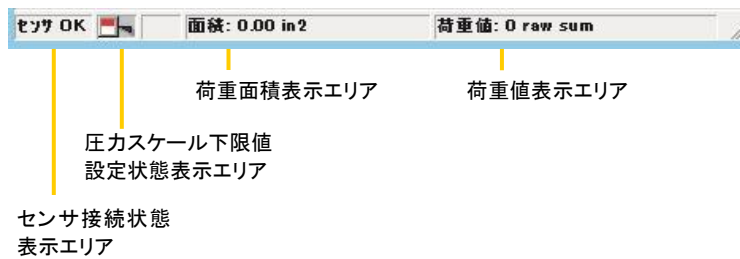 センサ OK 面積: 0.00 in2 荷重値: 0 raw sum
荷重面積表示エリア 荷重値表示エリア
圧力スケール下限値
設定状態表示エリア
センサ接続状態
表示エリア